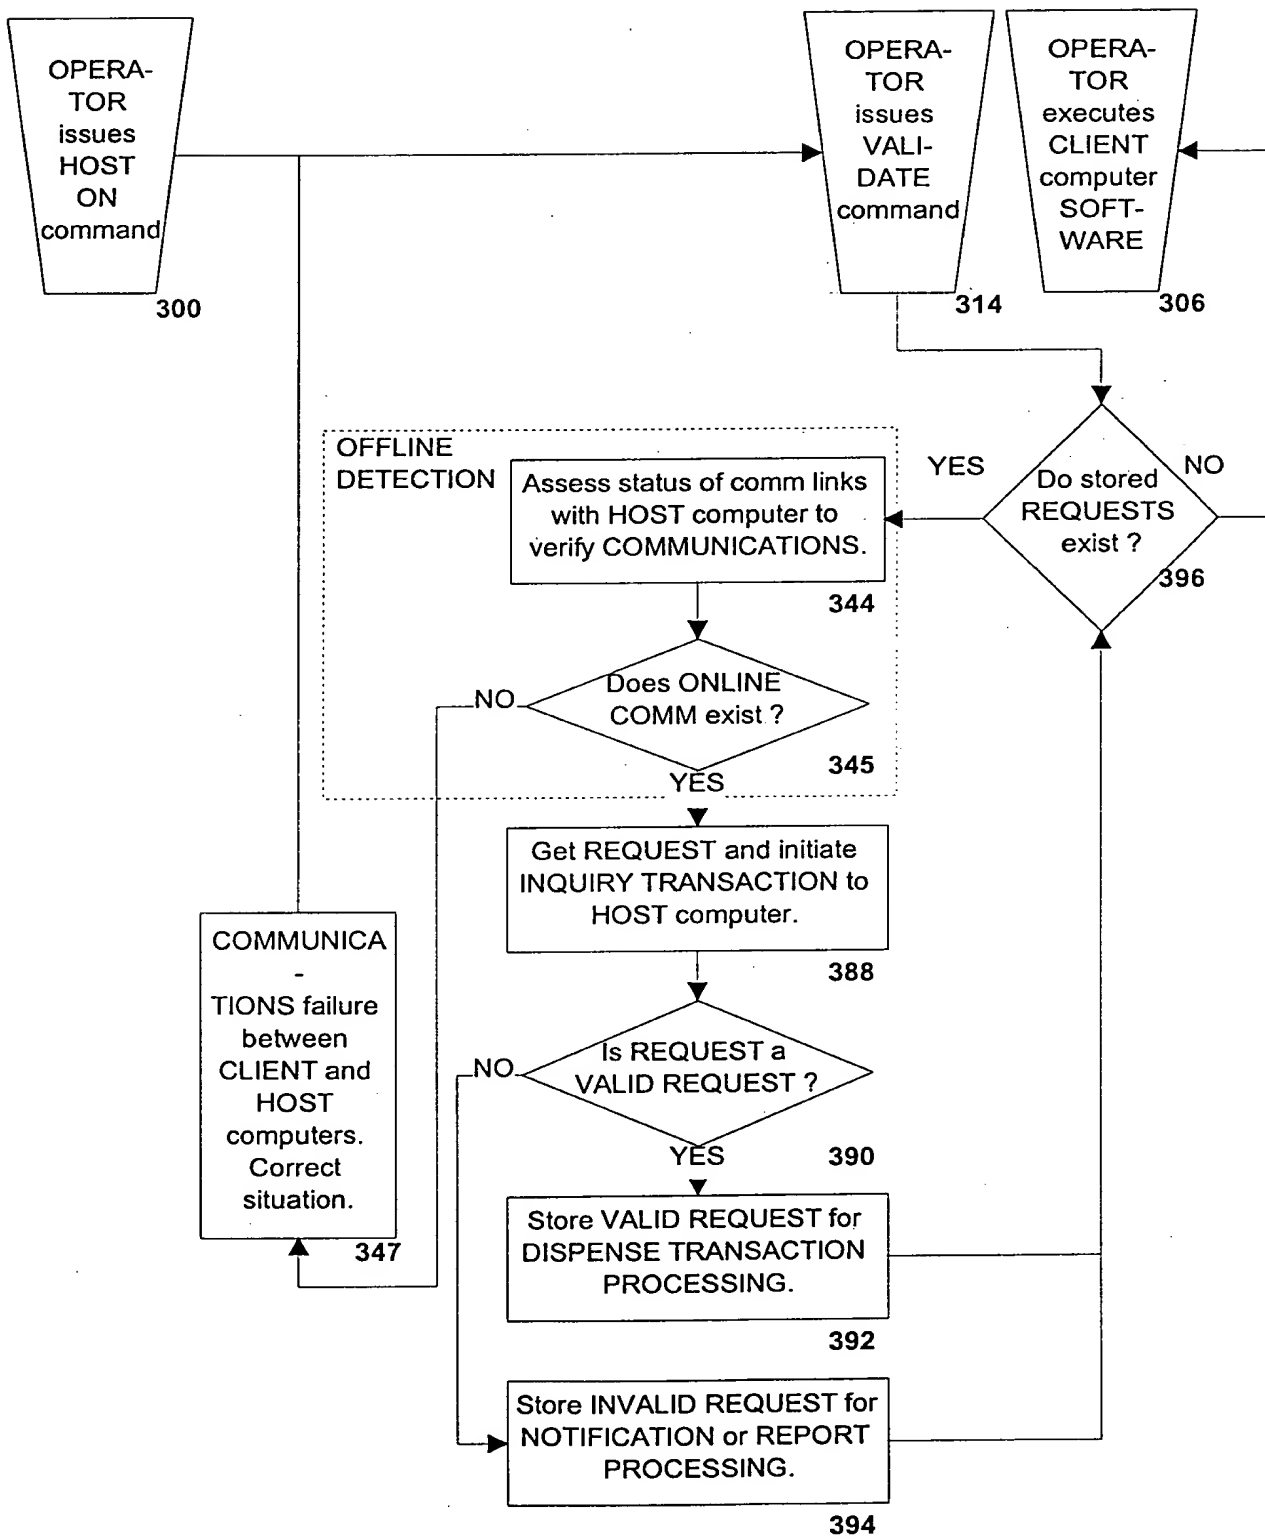 OPERA-
TOR
issues
HOST
ON
command
300
OPERA-
TOR
issues
VALI-
DATE
command
314
OPERA-
TOR
executes
CLIENT
computer
SOFT-
WARE
306
OFFLINE
DETECTION
Assess status of comm links
with HOST computer to
verify COMMUNICATIONS.
344
YES
Do stored
REQUESTS
exist ?
NO
396
Does ONLINE
COMM exist ?
NO
345
YES
Get REQUEST and initiate
INQUIRY TRANSACTION to
HOST computer.
388
COMMUNICA
-
TIONS failure
between
CLIENT and
HOST
computers.
Correct
situation.
347
Is REQUEST a
VALID REQUEST ?
NO
390
YES
Store VALID REQUEST for
DISPENSE TRANSACTION
PROCESSING.
392
Store INVALID REQUEST for
NOTIFICATION or REPORT
PROCESSING.
394